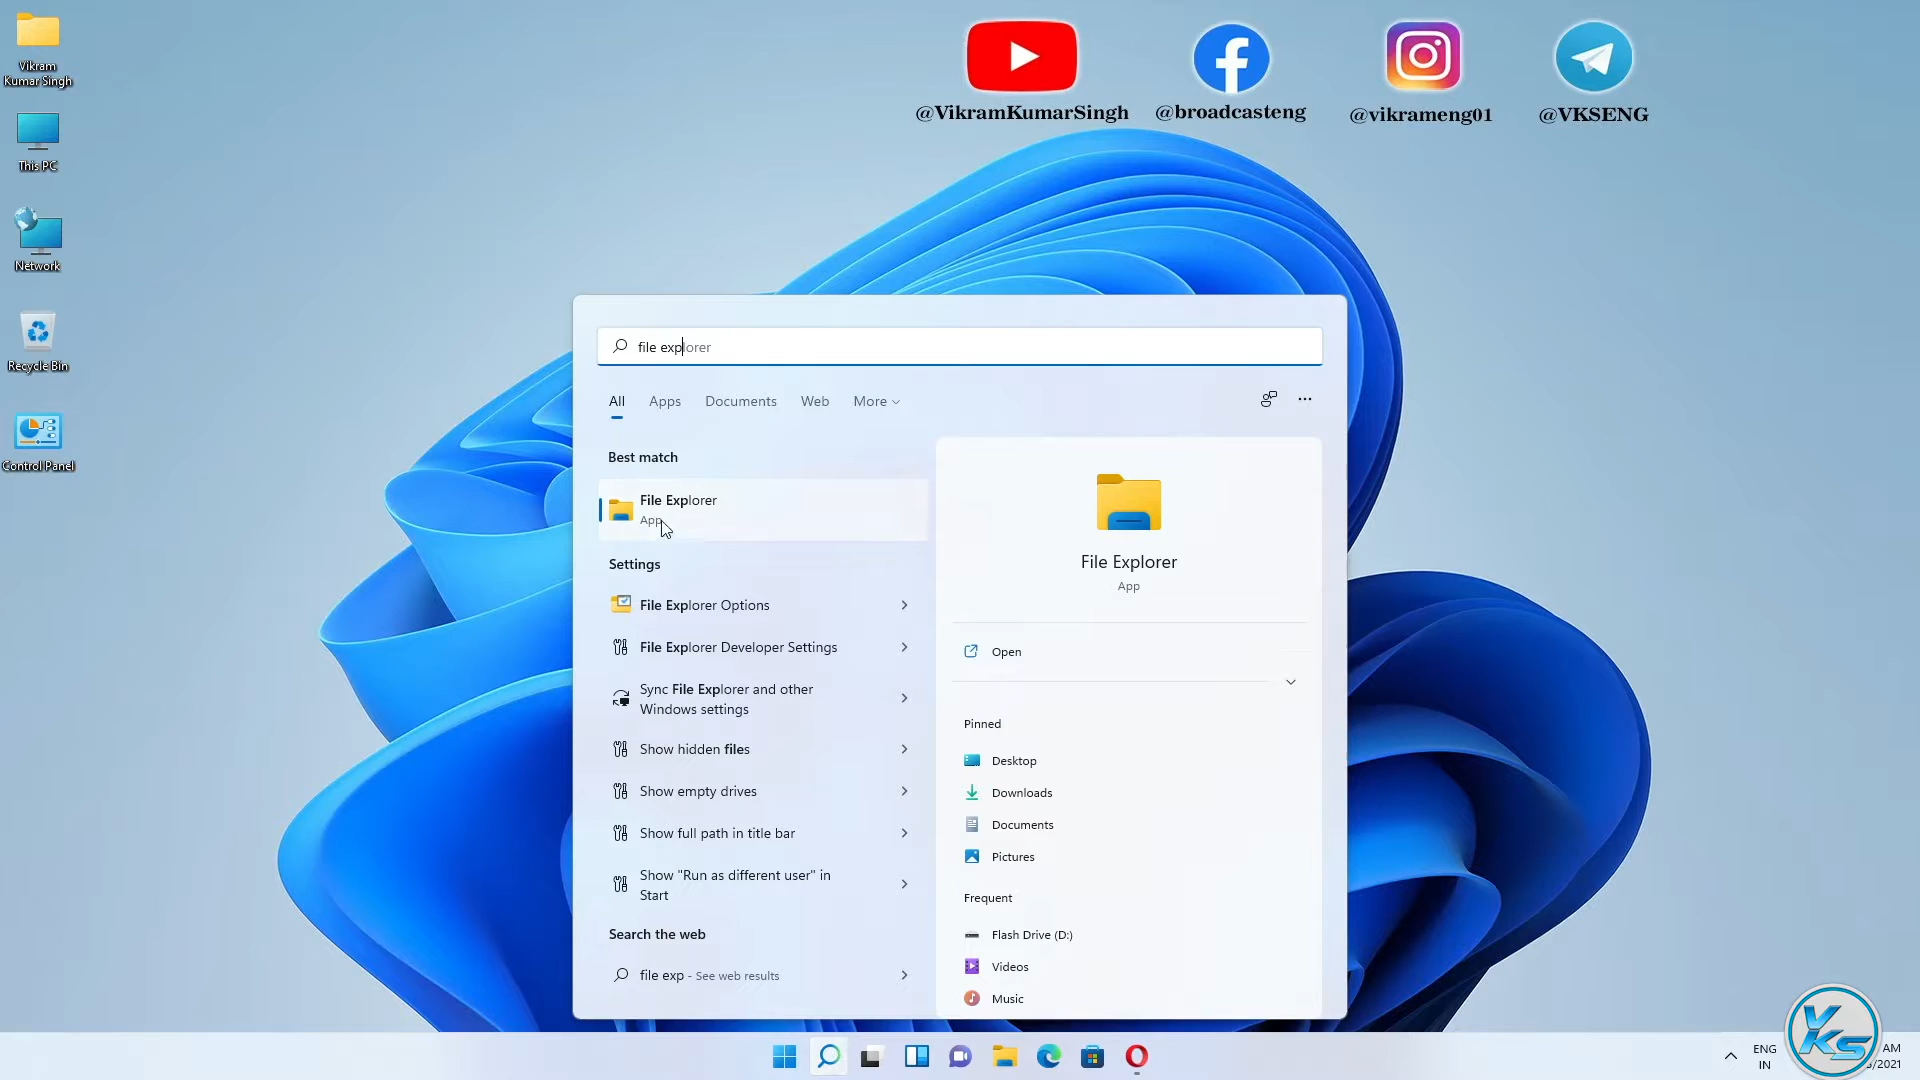 Vikram
Kumar Singh
This PC
Network
Recycle Bin
Control Panel
@VikramKumarSingh
@broadcasteng
@vikrameng01
@VKSENG
file explorer
All
Apps
Documents
Web
More
Best match
File Explorer
App
Settings
File Explorer Options
File Explorer Developer Settings
Sync File Explorer and other
Windows settings
Show hidden files
Show empty drives
Show full path in title bar
Show "Run as different user" in
Start
Search the web
file exp - See web results
File Explorer
App
Open
Pinned
Desktop
Downloads
Documents
Pictures
Frequent
Flash Drive (D:)
Videos
Music
ENG
IN
AM
/2021
VKS